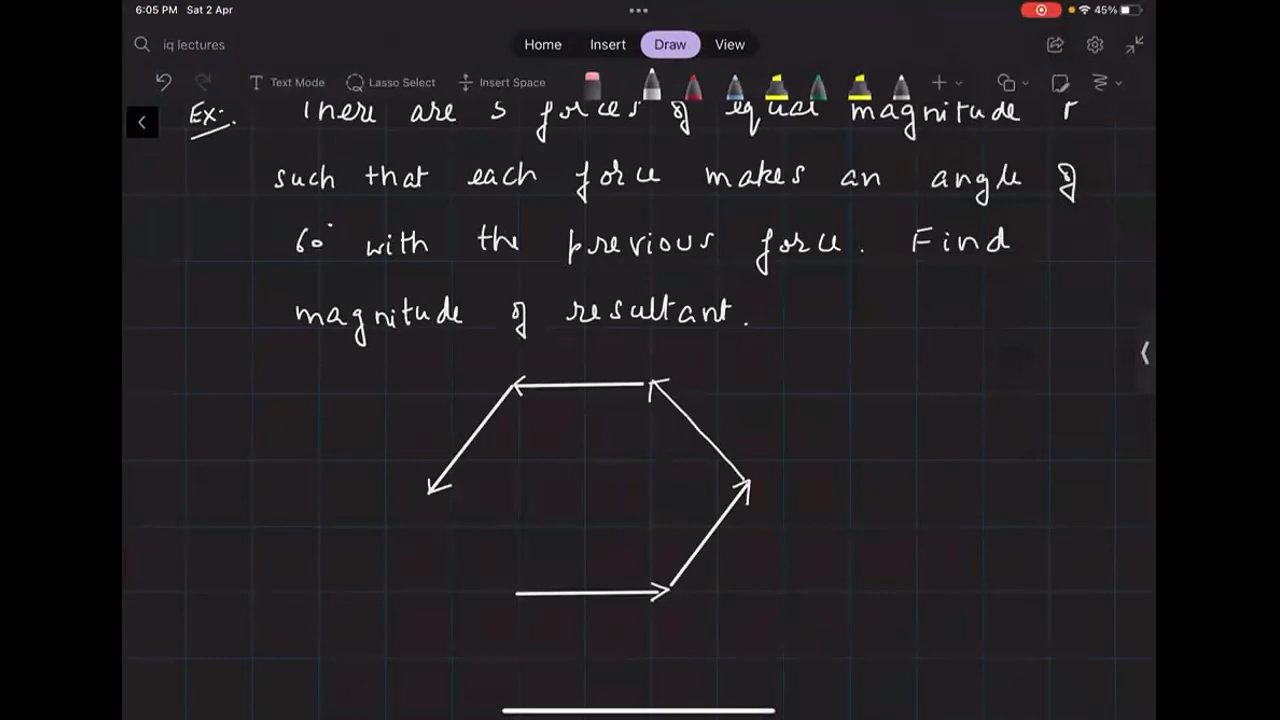 6:05 PM Sat 2 Apr
45%
iq lectures
Home Insert Draw View
Text Mode Lasso Select Insert Space
Ex:- There are 5 forces of equal magnitude F
such that each force makes an angle of
60° with the previous force. Find
magnitude of resultant.